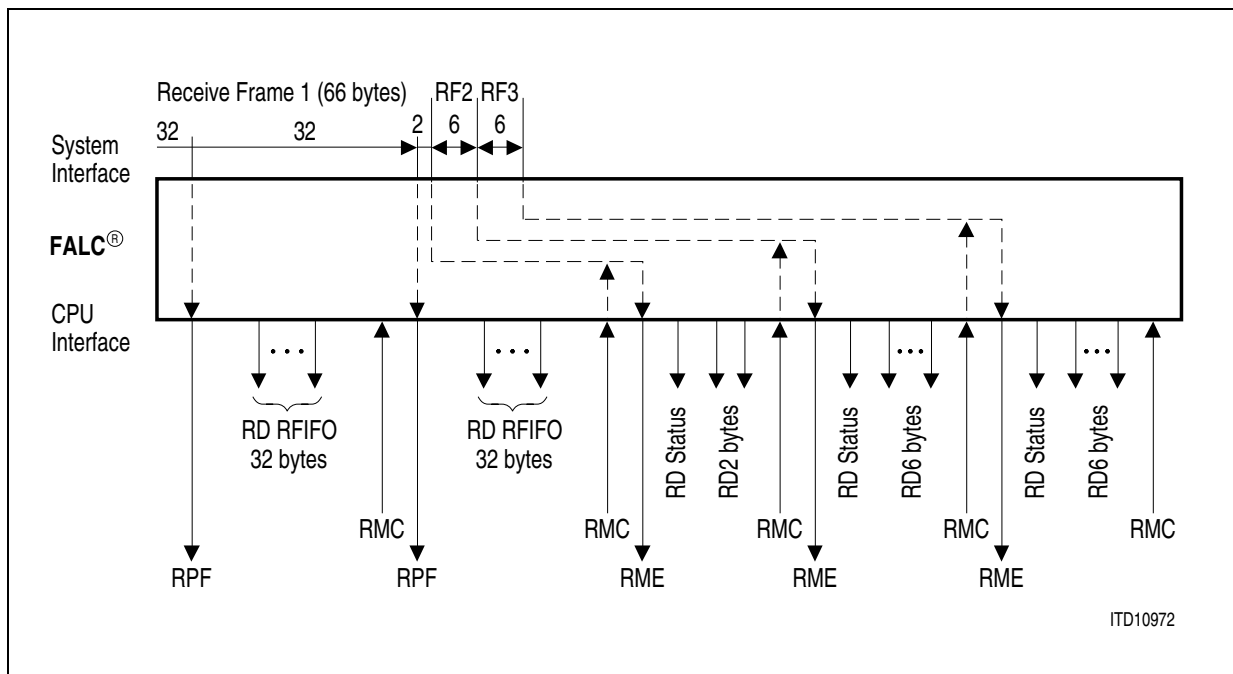 Receive Frame 1 (66 bytes) RF2 RF3
32 32 2 6 6
System
Interface
FALC®
CPU
Interface
RD RFIFO
32 bytes
RD RFIFO
32 bytes
RD Status
RD2 bytes
RD Status
RD6 bytes
RD Status
RD6 bytes
RMC RMC RMC RMC RMC
RPF RPF RME RME RME
ITD10972